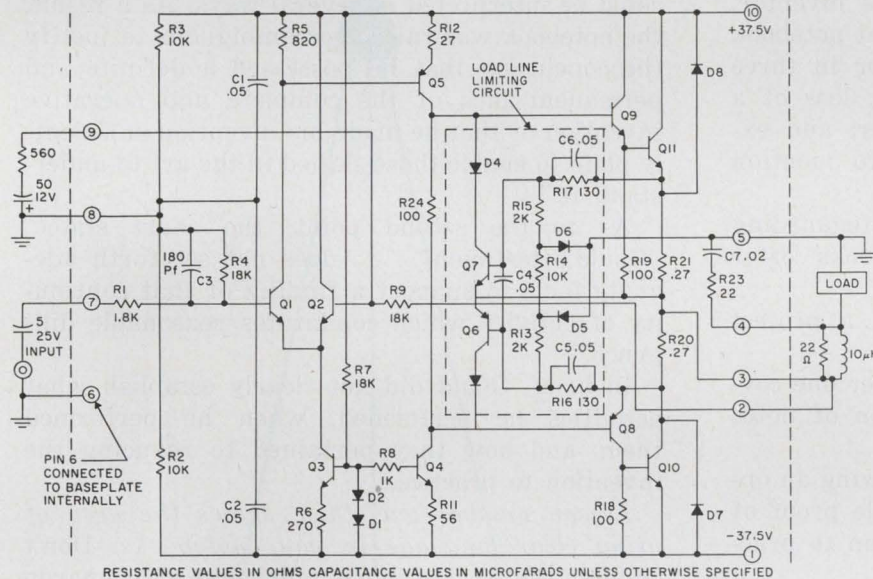 R3
10K
R5
820
R12
27
10
+37.5V
C1
.05
LOAD LINE
LIMITING
CIRCUIT
Q5
D8
Q9
9
C6 .05
Q11
560
D4
50
12V
+
R17 130
8
R24
100
R15
2K
D6
5
180
Pf
C3
R4
18K
R14
10K
R19
100
R21
.27
C7 .02
Q7
C4
.05
7
R1
1.8K
Q1
Q2
R9
18K
R23
22
LOAD
5
25V
INPUT
Q6
D5
R13
2K
R20
.27
4
22
Ω
10μH
R7
18K
C5 .05
3
6
R16 130
2
Q8
PIN 6
CONNECTED
TO BASEPLATE
INTERNALLY
Q3
R8
1K
Q4
Q10
R2
10K
D2
D1
C2
.05
R6
270
R11
56
R18
100
D7
-37.5V
1
RESISTANCE VALUES IN OHMS CAPACITANCE VALUES IN MICROFARADS UNLESS OTHERWISE SPECIFIED